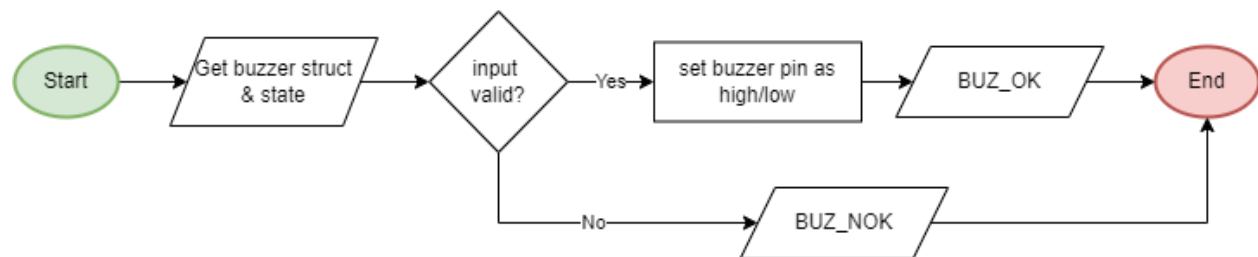 Start
Get buzzer struct
& state
input
valid?
Yes
set buzzer pin as
high/low
BUZ_OK
End
No
BUZ_NOK